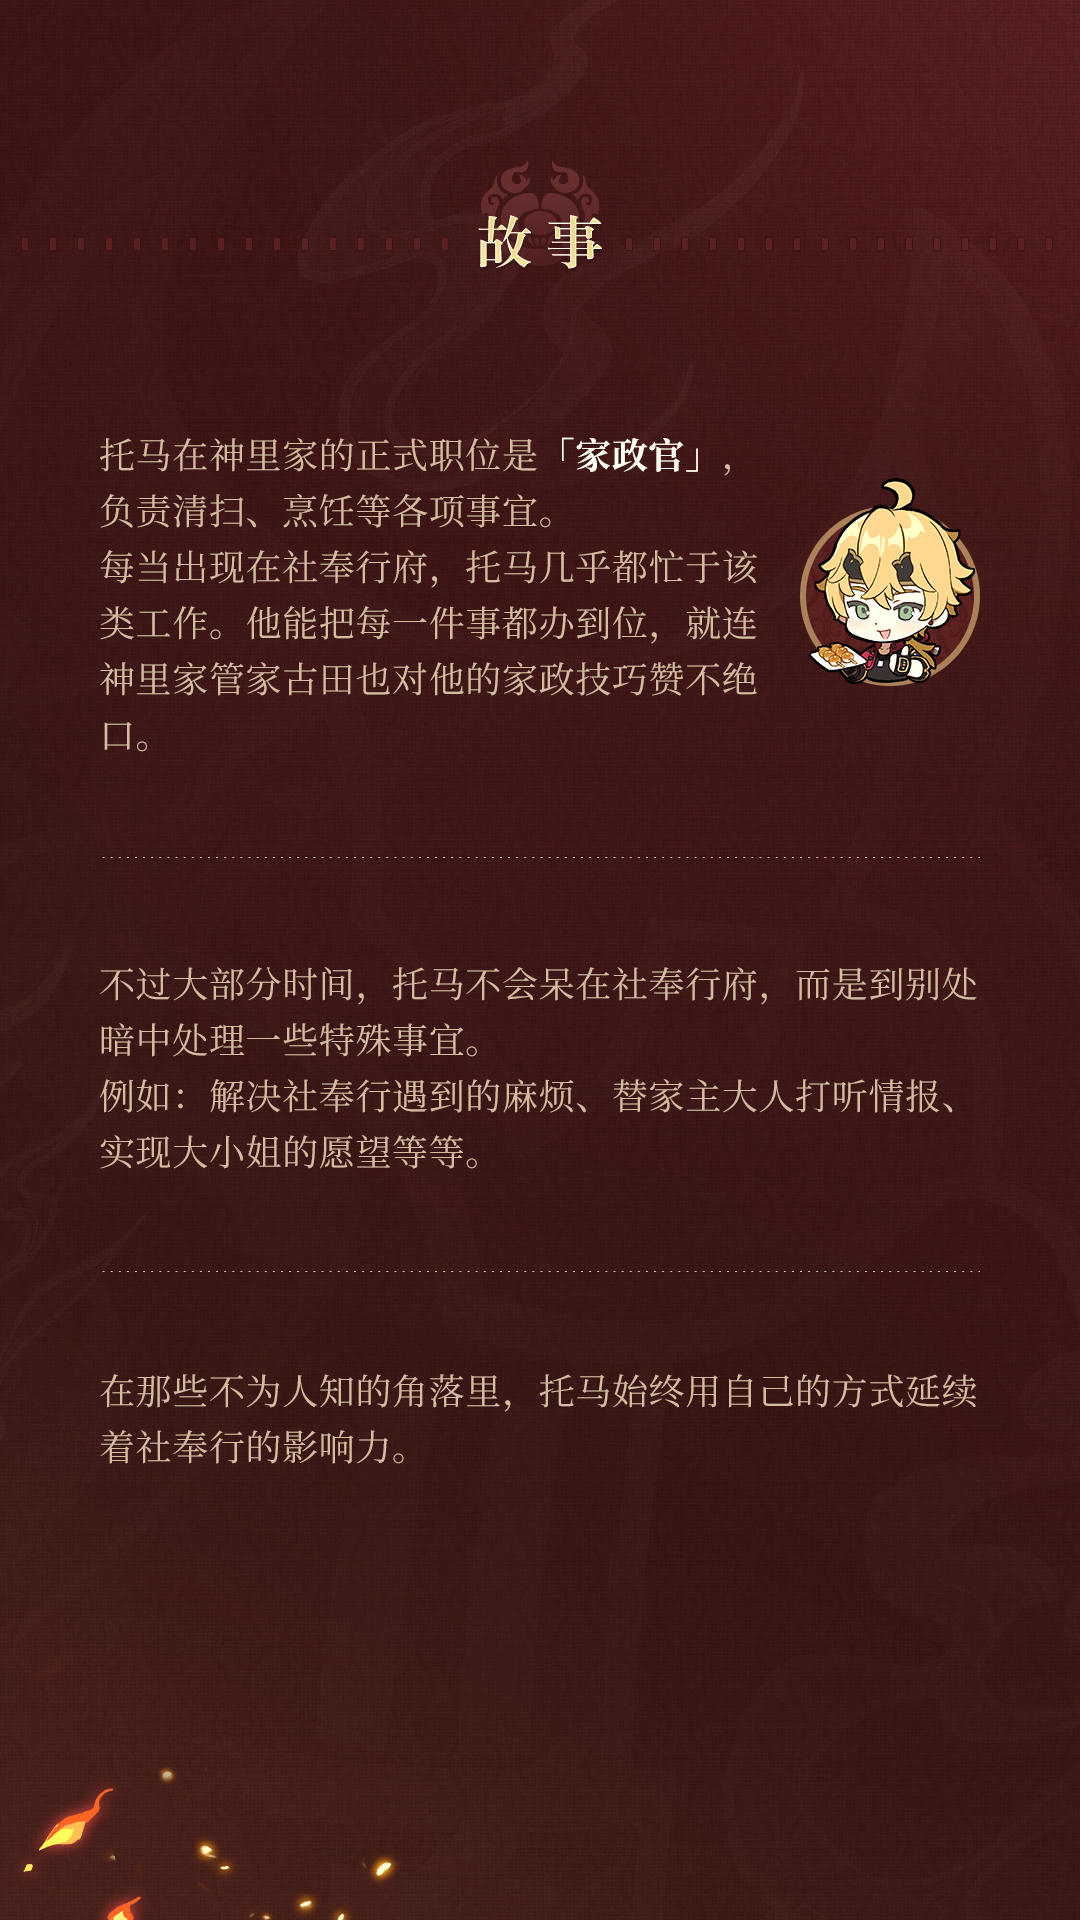 故事
托马在神里家的正式职位是「家政官」，
负责清扫、烹饪等各项事宜。
每当出现在社奉行府，托马几乎都忙于该
类工作。他能把每一件事都办到位，就连
神里家管家古田也对他的家政技巧赞不绝
口。
不过大部分时间，托马不会呆在社奉行府，而是到别处
暗中处理一些特殊事宜。
例如：解决社奉行遇到的麻烦、替家主大人打听情报、
实现大小姐的愿望等等。
在那些不为人知的角落里，托马始终用自己的方式延续
着社奉行的影响力。